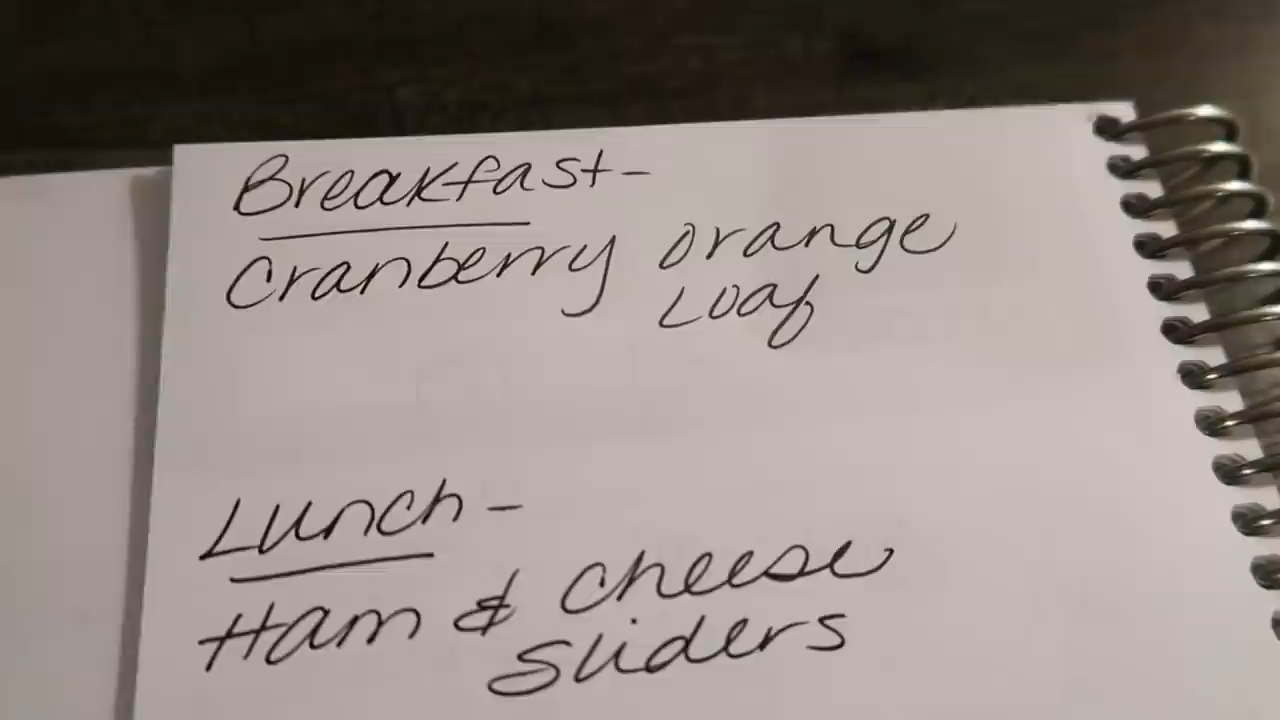 Breakfast-
Cranberry orange
Loaf
Lunch-
Ham & Cheese
Sliders